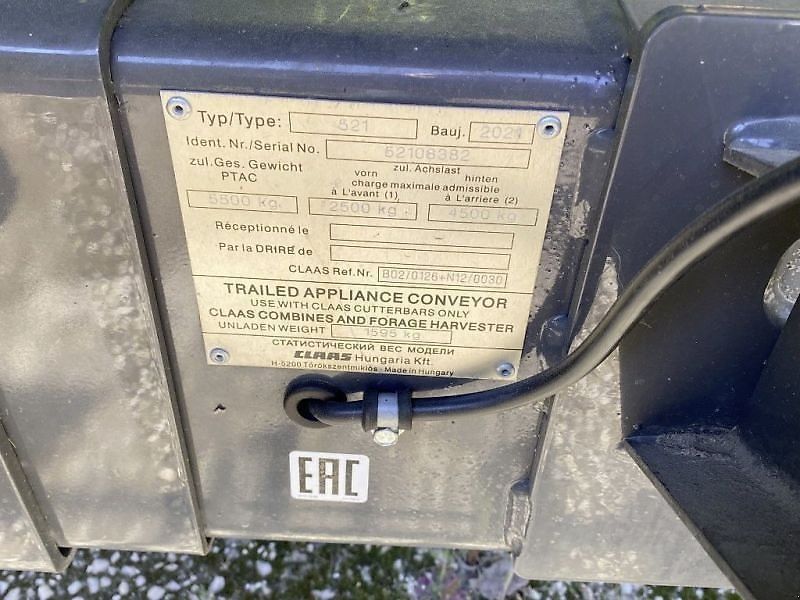 Typ/Type: 521 Bauj. 2021
Ident. Nr./Serial No. 52106382
zul.Ges. Gewicht zul. Achslast
PTAC vorn hinten
charge maximale admissible
à L'avant (1) à L'arriere (2)
5500 kg 2500 kg 4500 kg
Réceptionné le
Par la DRIRE de
CLAAS Ref.Nr. B02/0126+N12/0030
TRAILED APPLIANCE CONVEYOR
USE WITH CLAAS CUTTERBARS ONLY
CLAAS COMBINES AND FORAGE HARVESTER
UNLADEN WEIGHT 1595 kg
СТАТИСТИЧЕСКИЙ ВЕС МОДЕЛИ
CLAAS Hungaria Kft.
H-5200 Törökszentmiklós - Made in Hungary
EAC